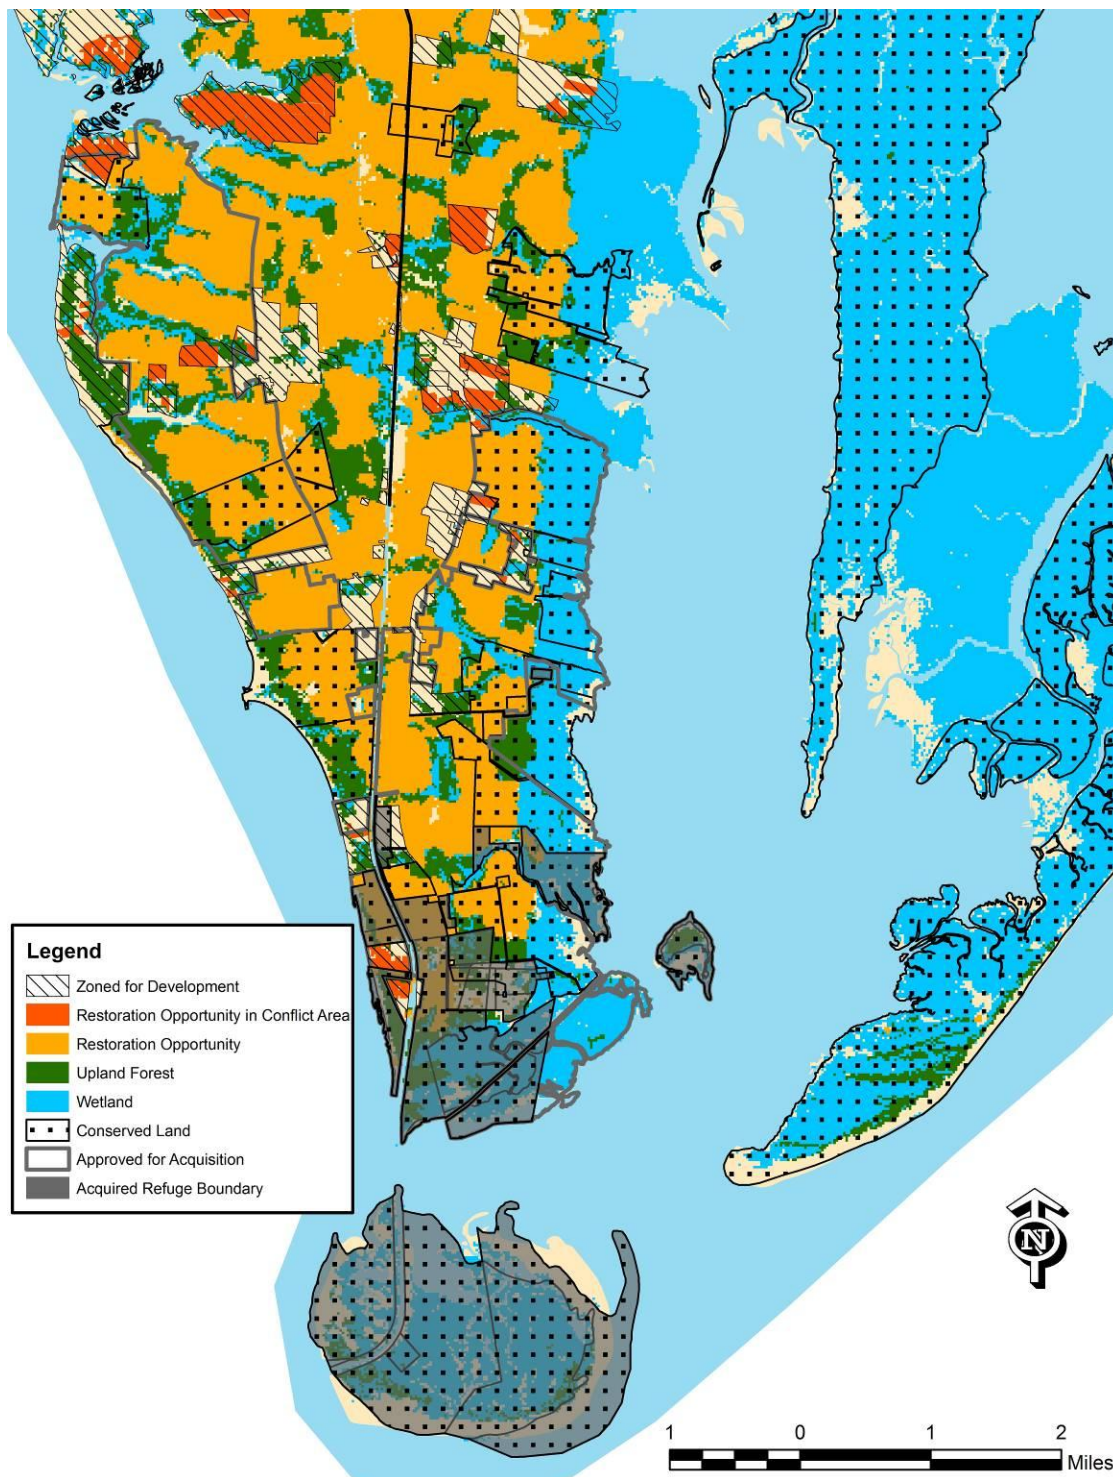 Legend
Zoned for Development
Restoration Opportunity in Conflict Area
Restoration Opportunity
Upland Forest
Wetland
Conserved Land
Approved for Acquisition
Acquired Refuge Boundary
N
1 0 1 2
Miles